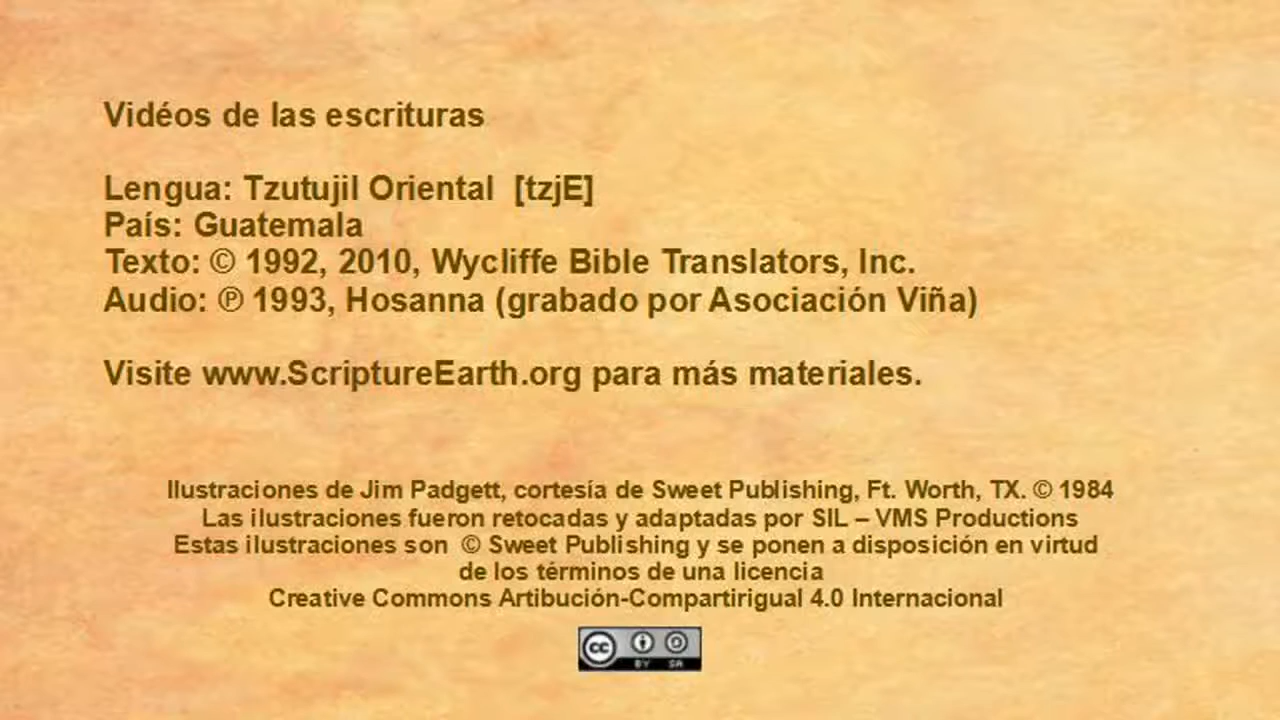 Vidéos de las escrituras
Lengua: Tzutujil Oriental [tzjE]
País: Guatemala
Texto: © 1992, 2010, Wycliffe Bible Translators, Inc.
Audio: ℗ 1993, Hosanna (grabado por Asociación Viña)
Visite www.ScriptureEarth.org para más materiales.
Ilustraciones de Jim Padgett, cortesía de Sweet Publishing, Ft. Worth, TX. © 1984
Las ilustraciones fueron retocadas y adaptadas por SIL – VMS Productions
Estas ilustraciones son © Sweet Publishing y se ponen a disposición en virtud
de los términos de una licencia
Creative Commons Artibución-Compartirigual 4.0 Internacional
cc BY SA